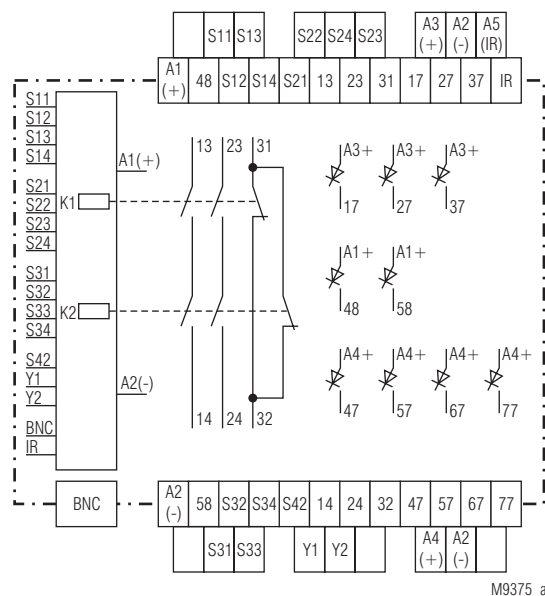 S11 S13 S22 S24 S23 A3 (+) A2 (-) A5 (IR)
A1 (+) 48 S12 S14 S21 13 23 31 17 27 37 IR
S11
S12
S13
S14
A1(+)
S21
K1
S22
S23
S24
S31
S32
K2
S33
S34
S42
Y1
A2(-)
Y2
BNC
IR
13 23 31
14 24 32
A3+ A3+ A3+
17 27 37
A1+ A1+
48 58
A4+ A4+ A4+ A4+
47 57 67 77
BNC
A2 (-) 58 S32 S34 S42 14 24 32 47 57 67 77
S31 S33 Y1 Y2 A4 (+) A2 (-)
M9375_a